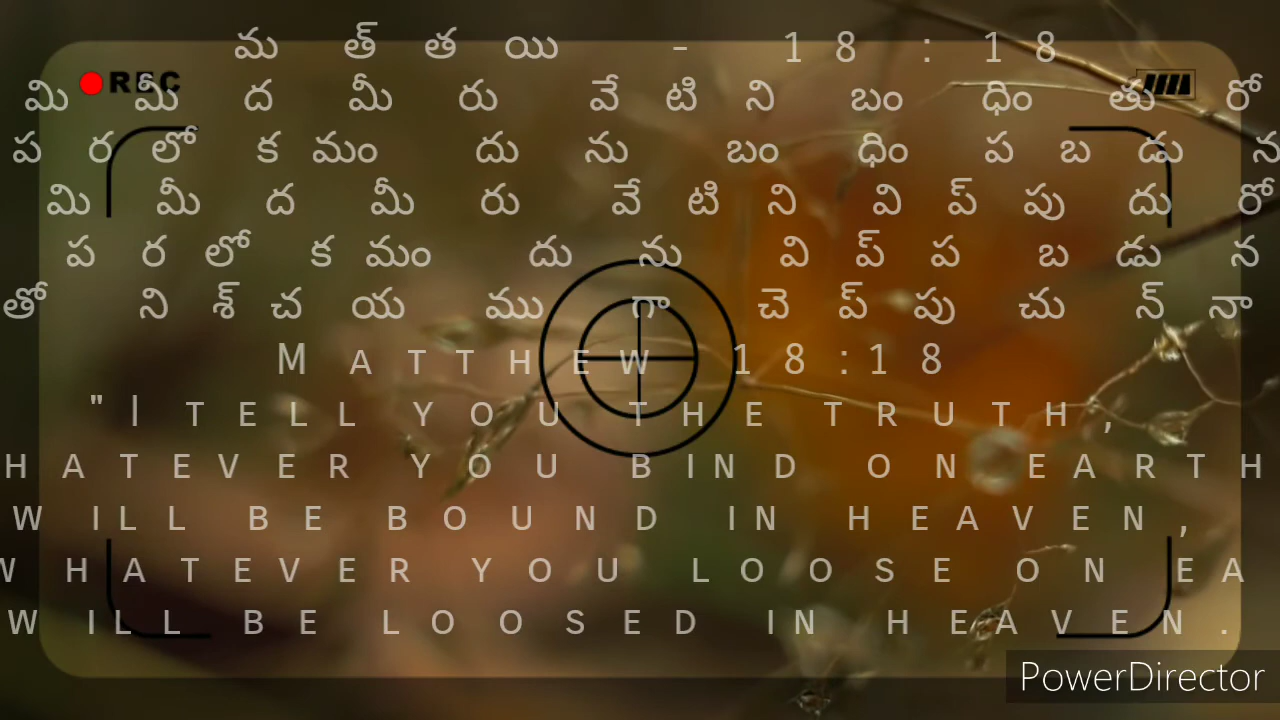 మత్తయి - 18 : 18
REC
మి మీద మీరు వేటిని బంధింతురో
పరలోకమందును బంధింపబడున
మి మీద మీరు వేటిని విప్పుదురో
పరలోకమందును విప్పబడున
తో నిశ్చయముగా చెప్పుచున్నా
MATTHEW 18:18
"I TELL YOU THE TRUTH,
HATEVER YOU BIND ON EARTH
WILL BE BOUND IN HEAVEN,
WHATEVER YOU LOOSE ON EA
WILL BE LOOSED IN HEAVEN.
PowerDirector